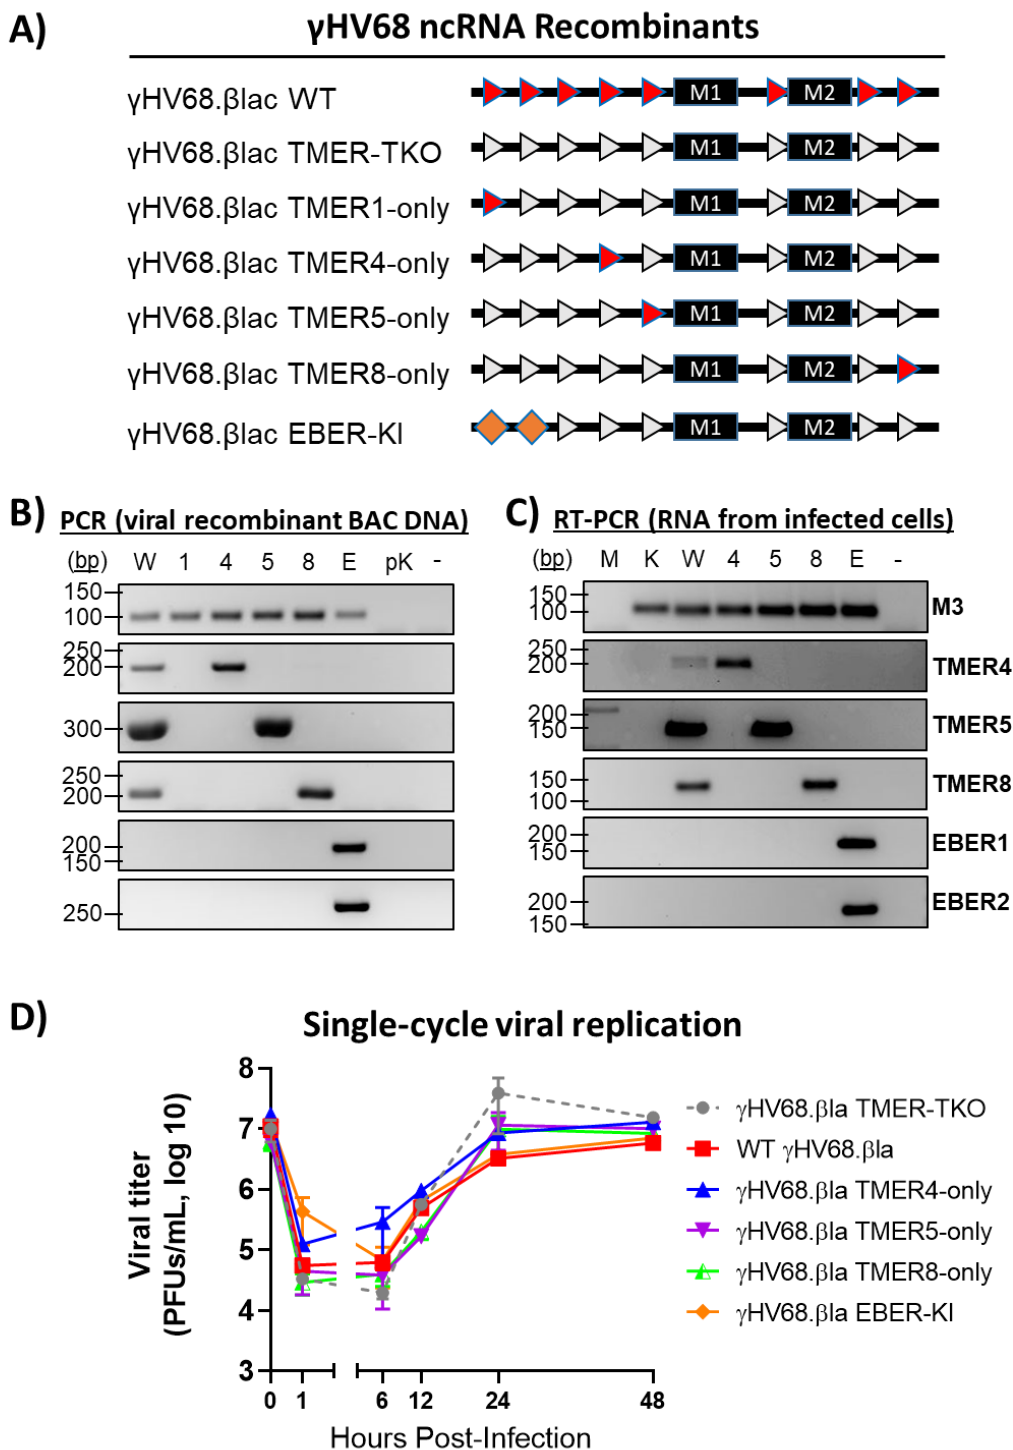 A)
γHV68 ncRNA Recombinants
γHV68.βlac WT
M1 M2
γHV68.βlac TMER-TKO
M1 M2
γHV68.βlac TMER1-only
M1 M2
γHV68.βlac TMER4-only
M1 M2
γHV68.βlac TMER5-only
M1 M2
γHV68.βlac TMER8-only
M1 M2
γHV68.βlac EBER-KI
M1 M2
B)
PCR (viral recombinant BAC DNA)
(bp) W 1 4 5 8 E pK -
150
100
250
200
300
250
200
200
150
250
C)
RT-PCR (RNA from infected cells)
(bp) M K W 4 5 8 E -
150
100
M3
250
200
TMER4
200
150
TMER5
150
100
TMER8
200
150
EBER1
200
150
EBER2
D)
Single-cycle viral replication
Viral titer
(PFUs/mL, log 10)
8
7
6
5
4
3
0 1 6 12 24 48
Hours Post-Infection
γHV68.βla TMER-TKO
WT γHV68.βla
γHV68.βla TMER4-only
γHV68.βla TMER5-only
γHV68.βla TMER8-only
γHV68.βla EBER-KI